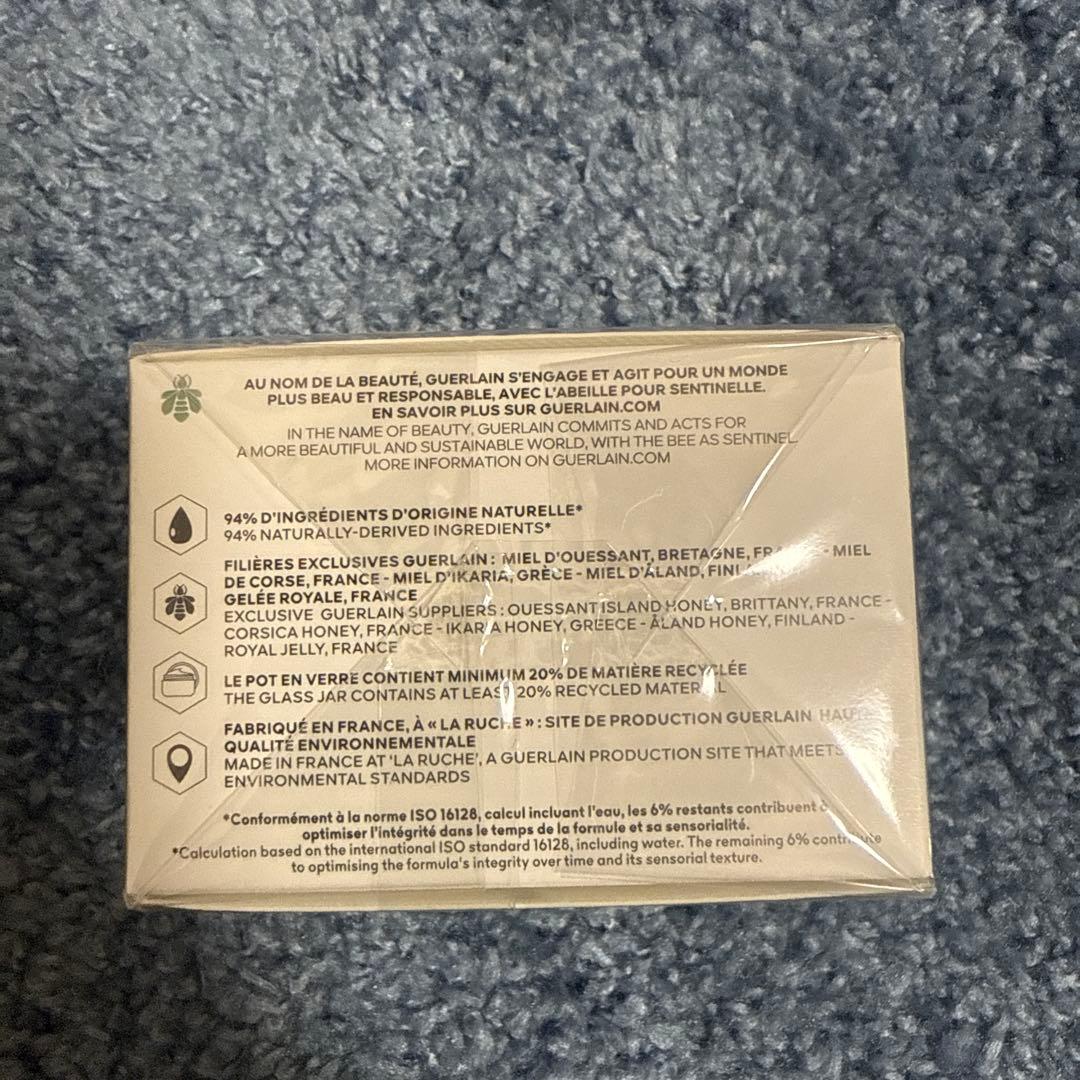 AU NOM DE LA BEAUTÉ, GUERLAIN S'ENGAGE ET AGIT POUR UN MONDE
PLUS BEAU ET RESPONSABLE, AVEC L'ABEILLE POUR SENTINELLE.
EN SAVOIR PLUS SUR GUERLAIN.COM
IN THE NAME OF BEAUTY, GUERLAIN COMMITS AND ACTS FOR
A MORE BEAUTIFUL AND SUSTAINABLE WORLD, WITH THE BEE AS SENTINEL.
MORE INFORMATION ON GUERLAIN.COM
94% D'INGRÉDIENTS D'ORIGINE NATURELLE*
94% NATURALLY-DERIVED INGREDIENTS*
FILIÈRES EXCLUSIVES GUERLAIN : MIEL D'OUESSANT, BRETAGNE, - MIEL
DE CORSE, FRANCE - MIEL D'IKARIA, GRÈCE - MIEL D'ÅLAND,
GELÉE ROYALE, FRANCE
EXCLUSIVE GUERLAIN SUPPLIERS : OUESSANT ISLAND HONEY, BRITTANY, FRANCE -
CORSICA HONEY, FRANCE - IKARIA HONEY, GREECE - ÅLAND HONEY, FINLAND -
ROYAL JELLY, FRANCE
LE POT EN VERRE CONTIENT MINIMUM 20% DE MATIÈRE RECYCLÉE
THE GLASS JAR CONTAINS AT LEAST 20% RECYCLED MATERIAL
FABRIQUÉ EN FRANCE, À « LA RUCHE » : SITE DE PRODUCTION GUERLAIN HAUTE
QUALITÉ ENVIRONNEMENTALE
MADE IN FRANCE AT 'LA RUCHE', A GUERLAIN PRODUCTION SITE THAT MEETS
ENVIRONMENTAL STANDARDS
*Conformément à la norme ISO 16128, calcul incluant l'eau, les 6% restants contribuent à
optimiser l'intégrité dans le temps de la formule et sa sensorialité.
*Calculation based on the international ISO standard 16128, including water. The remaining 6% contribute
to optimising the formula's integrity over time and its sensorial texture.